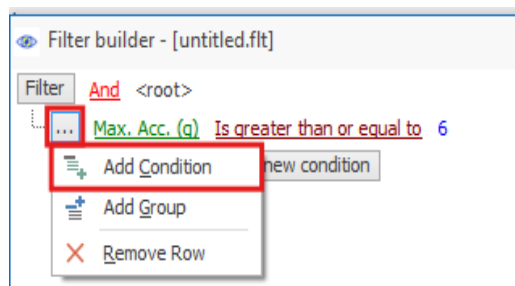 Filter builder - [untitled.flt]
Filter And <root>
... Max. Acc. (g) Is greater than or equal to 6
Add Condition new condition
Add Group
Remove Row